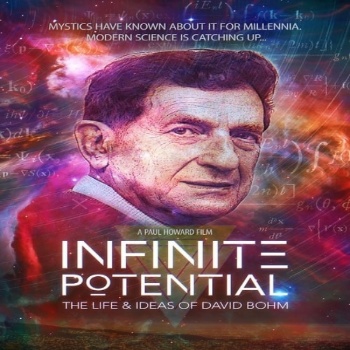 MYSTICS HAVE KNOWN ABOUT IT FOR MILLENNIA.
MODERN SCIENCE IS CATCHING UP...
A PAUL HOWARD FILM
INFINITE
POTENTIAL
THE LIFE & IDEAS OF DAVID BOHM